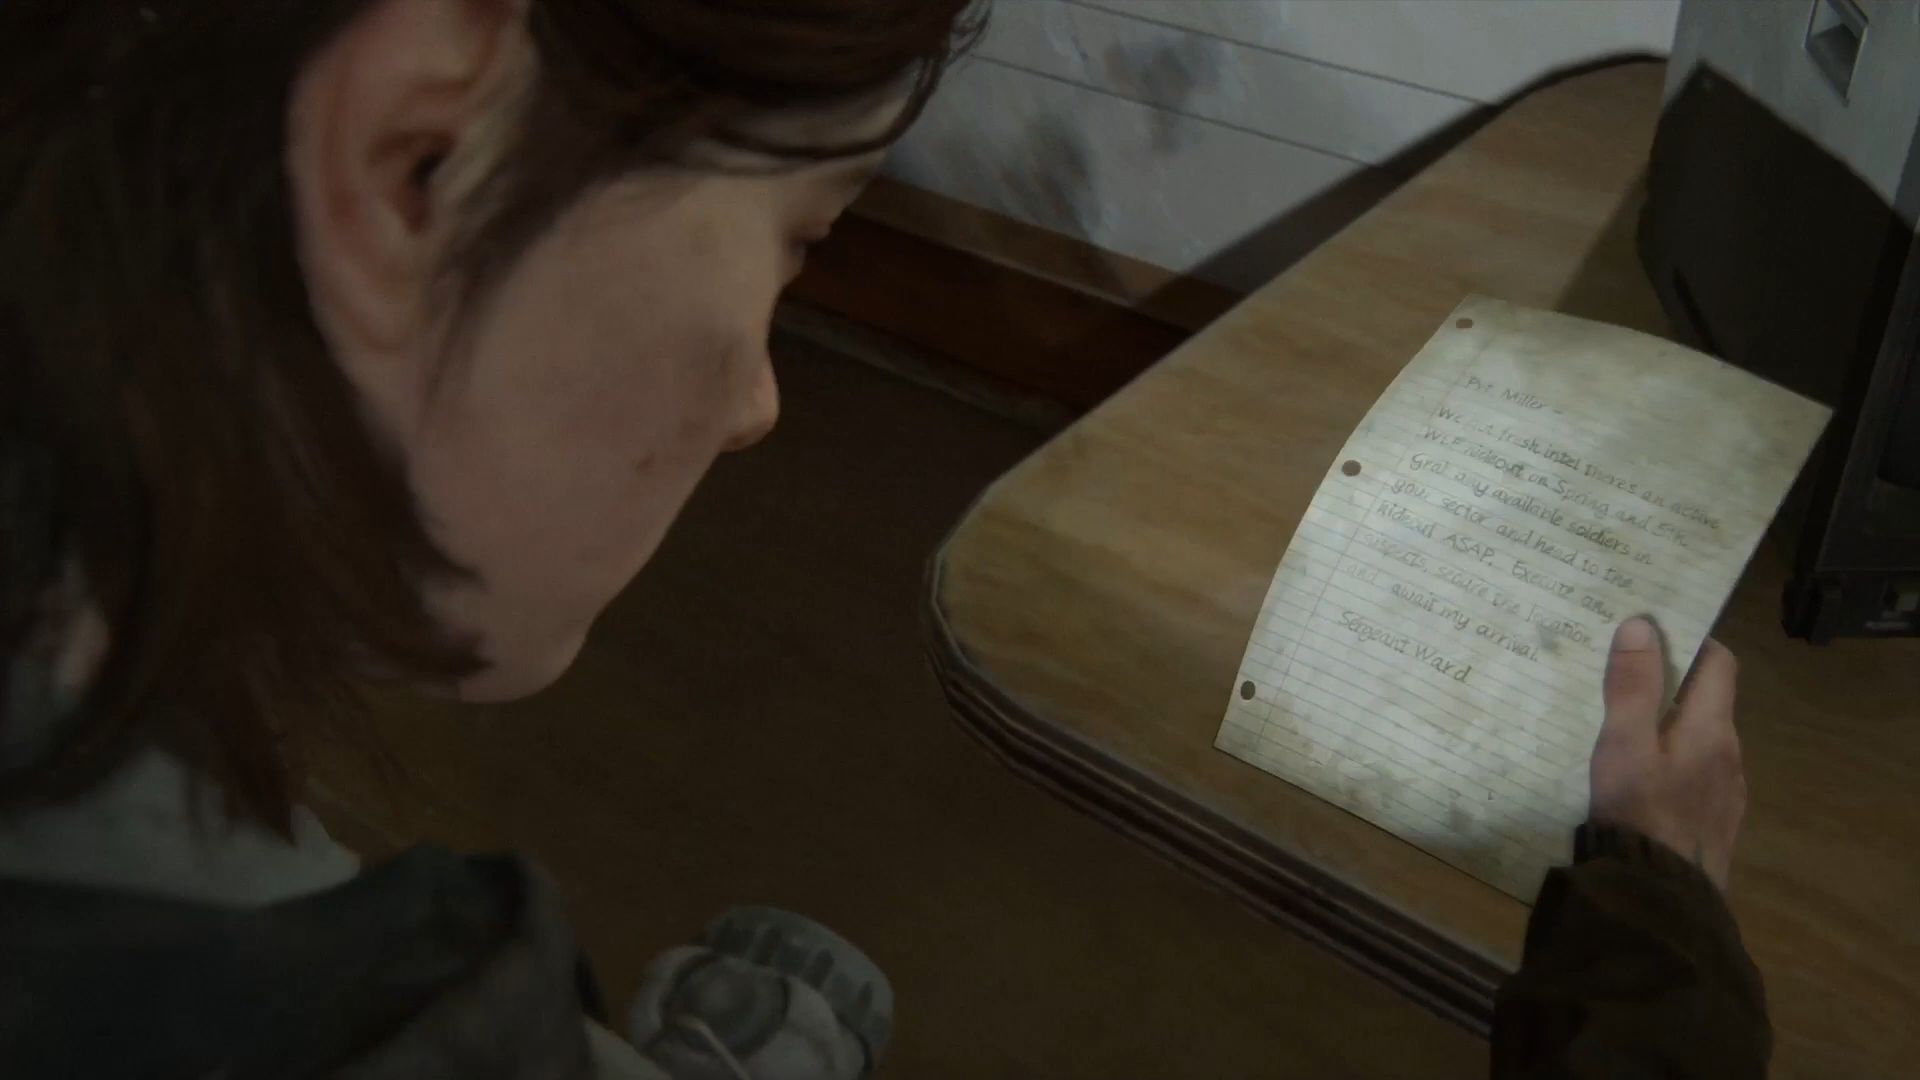 Pvt Miller -
We got fresh intel there's an active
WLF hideout on Spring and 5th.
Grab any available soldiers in
your sector and head to the
hideout ASAP. Execute any
suspects, secure the location,
and await my arrival.
Sergeant Ward